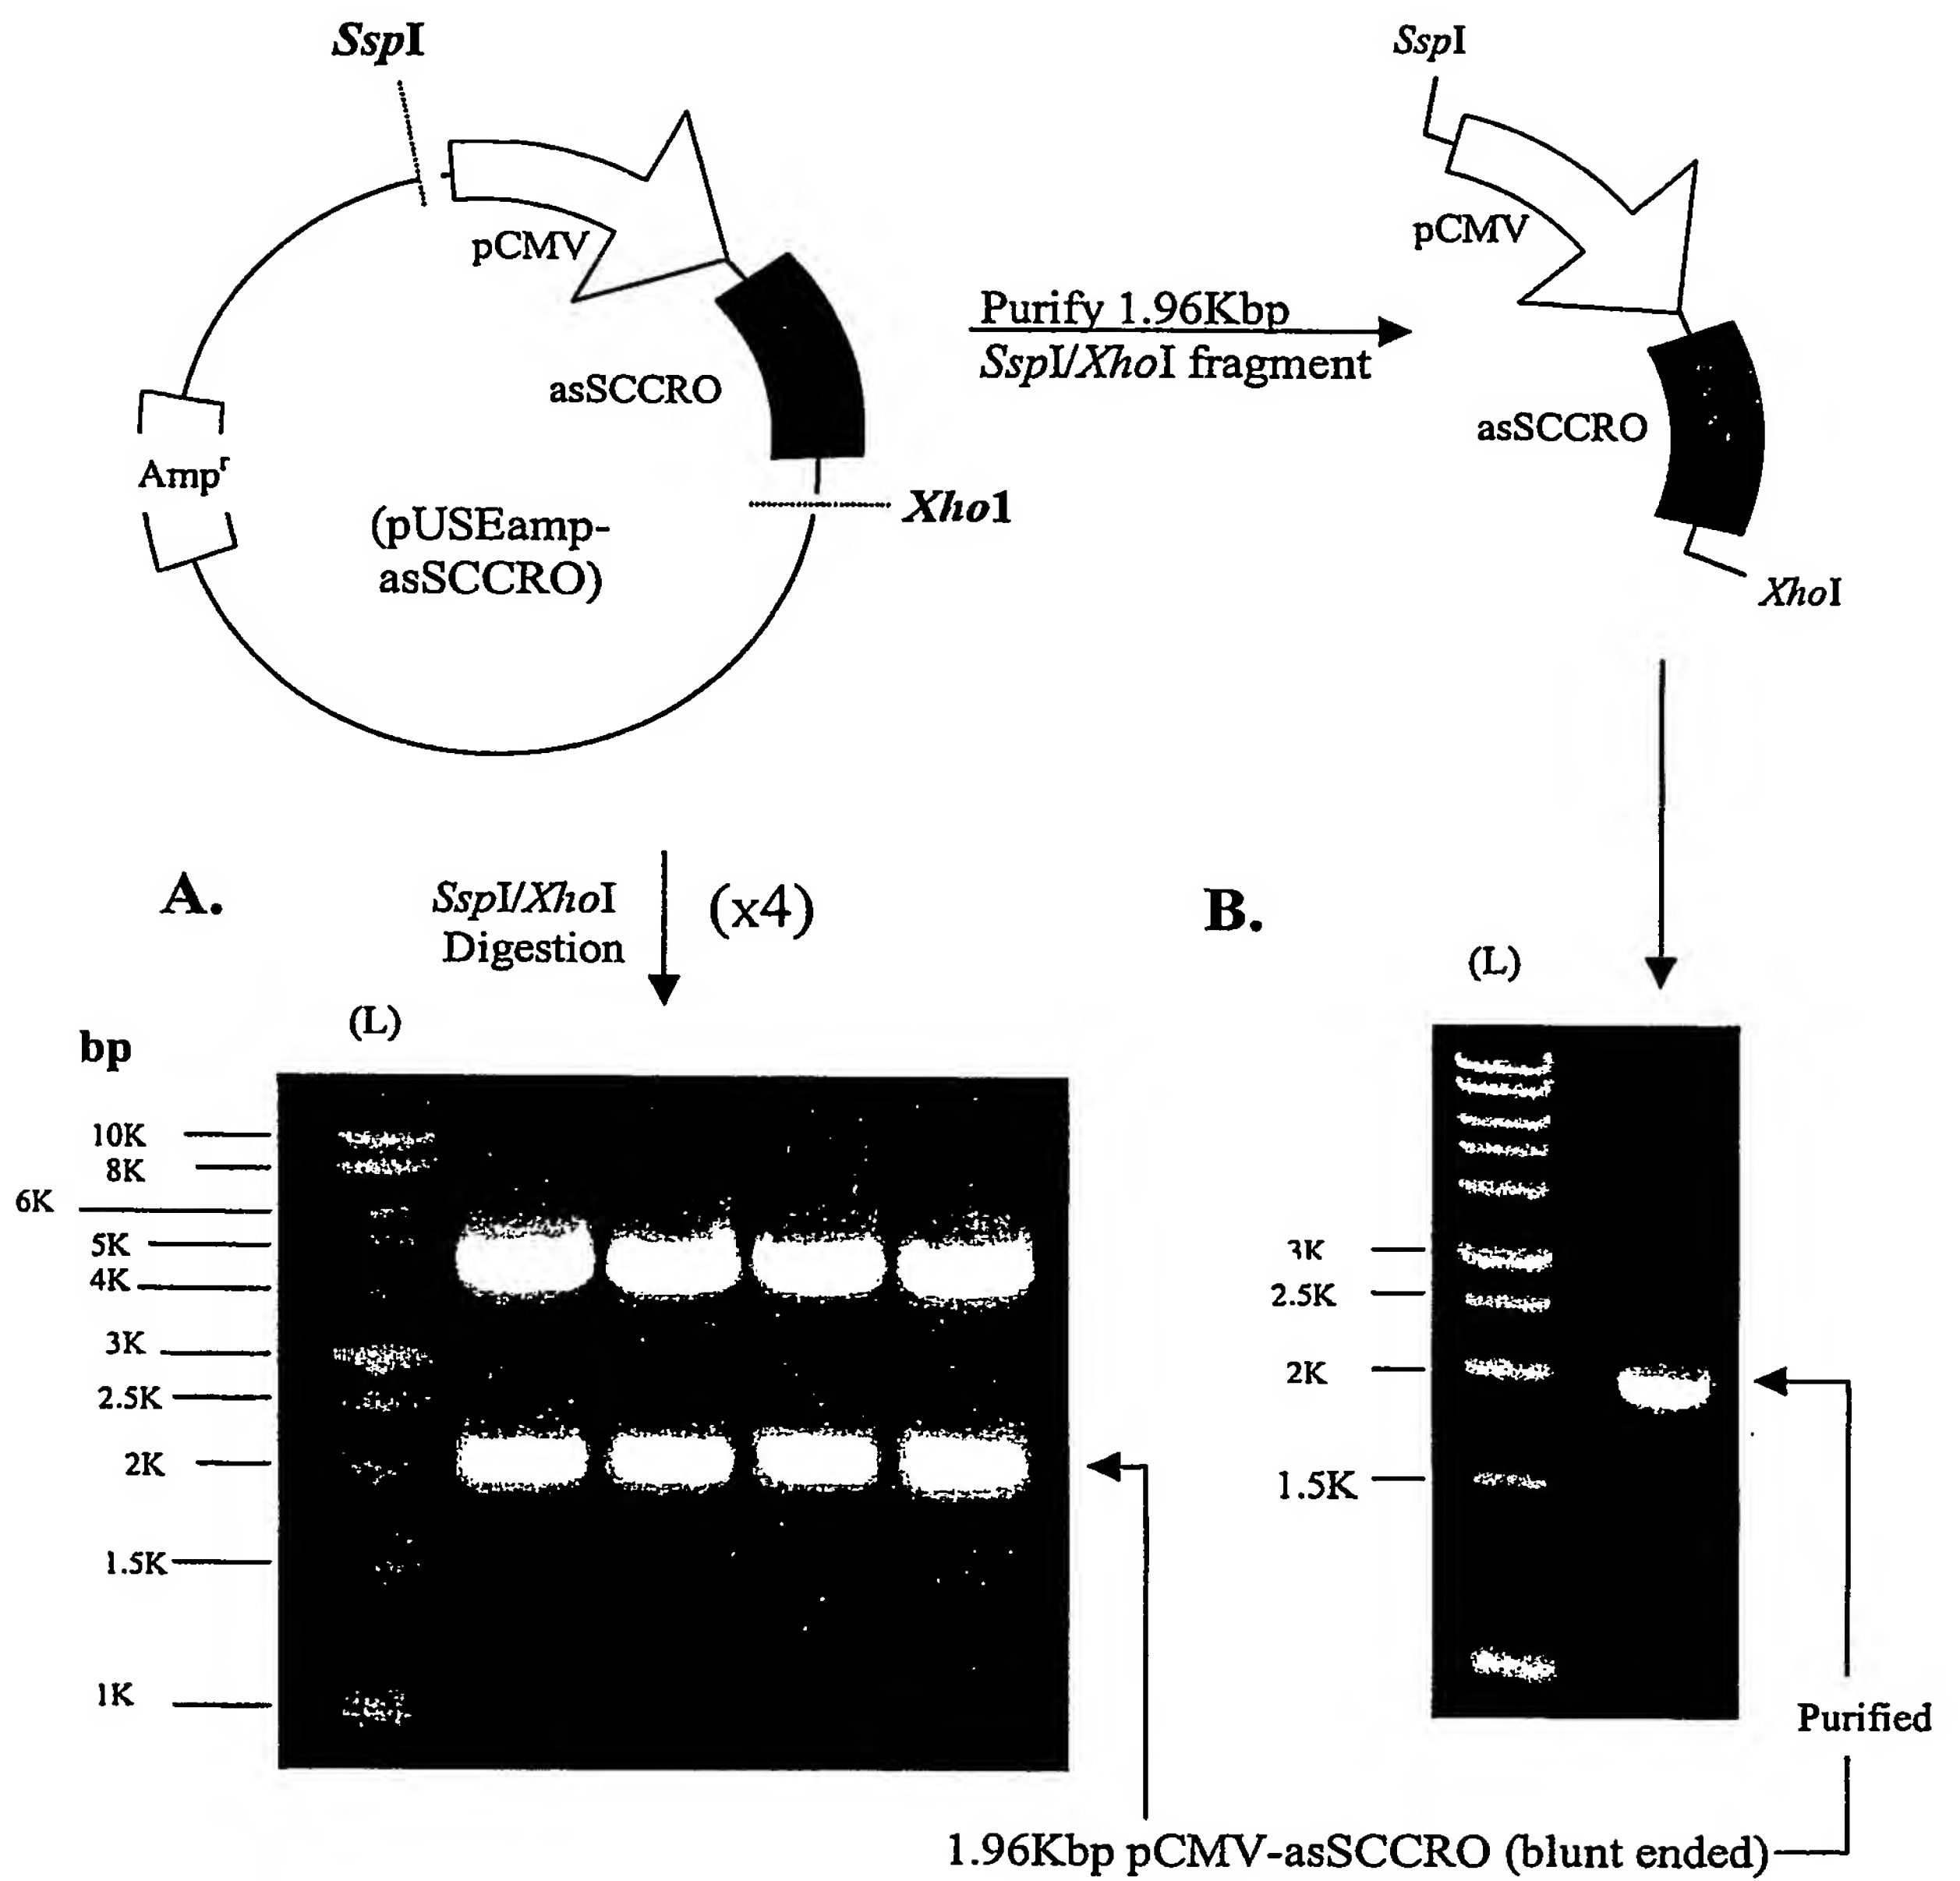 SspI
SspI
pCMV
pCMV
Purify 1.96Kbp
SspI/XhoI fragment
asSCCRO
asSCCRO
Ampʳ
(pUSEamp-
asSCCRO)
Xho1
XhoI
A.
SspI/XhoI
Digestion
(x4)
B.
(L)
(L)
bp
10K
8K
6K
5K
4K
3K
2.5K
2K
1.5K
1K
3K
2.5K
2K
1.5K
Purified
1.96Kbp pCMV-asSCCRO (blunt ended)